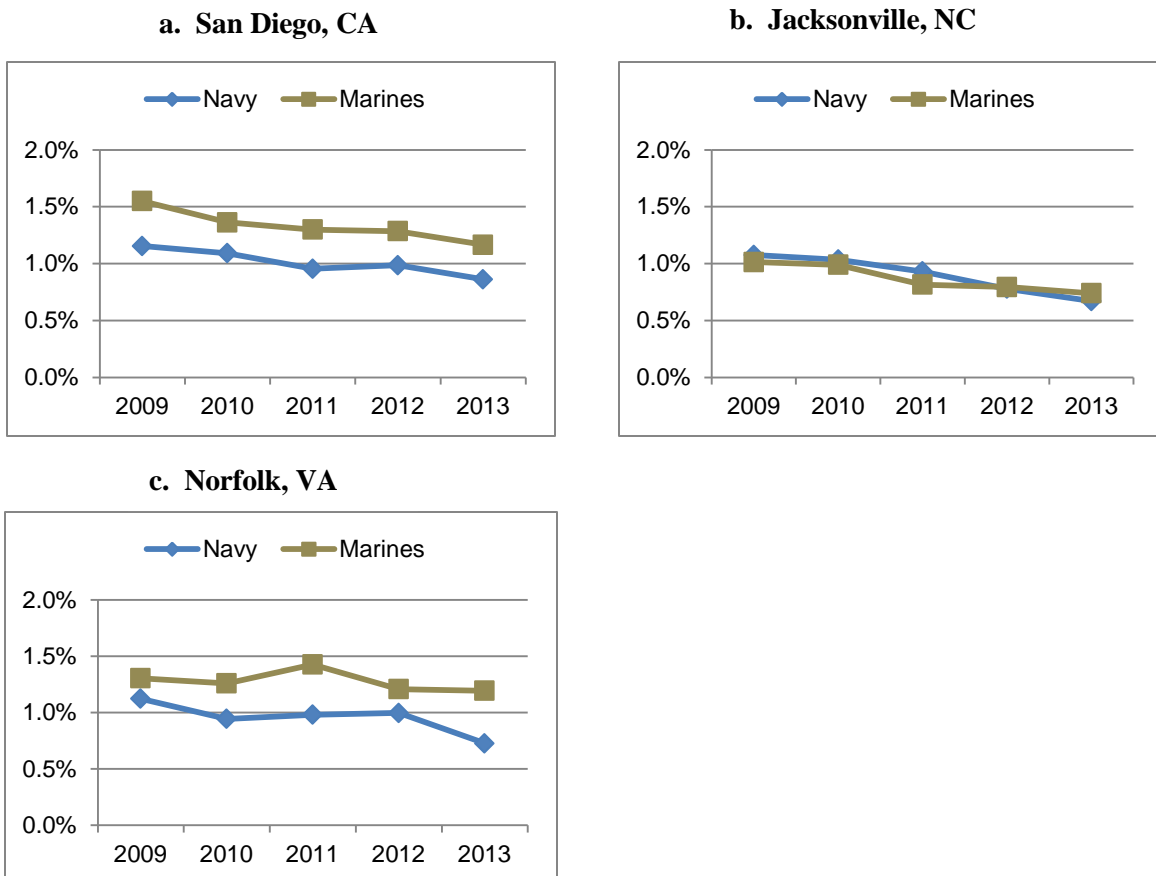 a. San Diego, CA
Navy Marines
2.0%
1.5%
1.0%
0.5%
0.0%
2009 2010 2011 2012 2013
b. Jacksonville, NC
Navy Marines
2.0%
1.5%
1.0%
0.5%
0.0%
2009 2010 2011 2012 2013
c. Norfolk, VA
Navy Marines
2.0%
1.5%
1.0%
0.5%
0.0%
2009 2010 2011 2012 2013